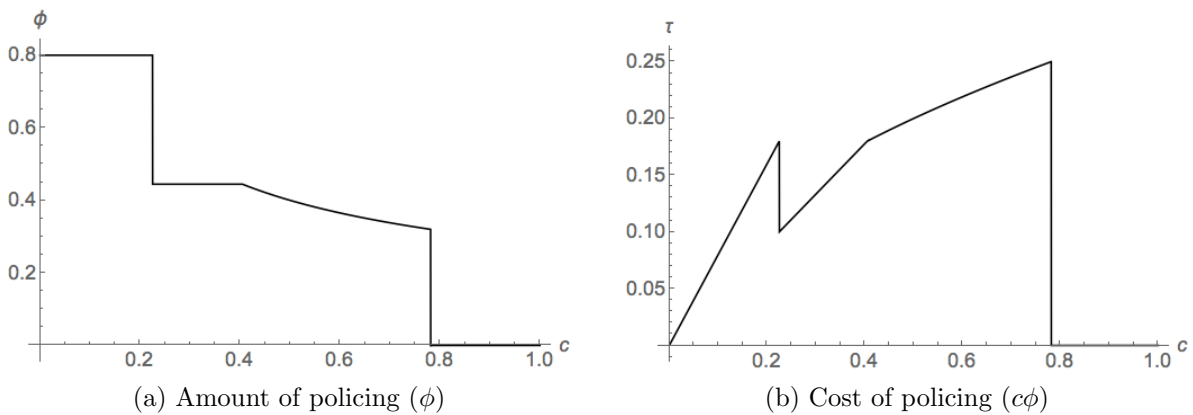 ϕ
0.8
0.6
0.4
0.2
0.2 0.4 0.6 0.8 1.0 c
(a) Amount of policing (ϕ)
τ
0.25
0.20
0.15
0.10
0.05
0.2 0.4 0.6 0.8 1.0 c
(b) Cost of policing (cϕ)